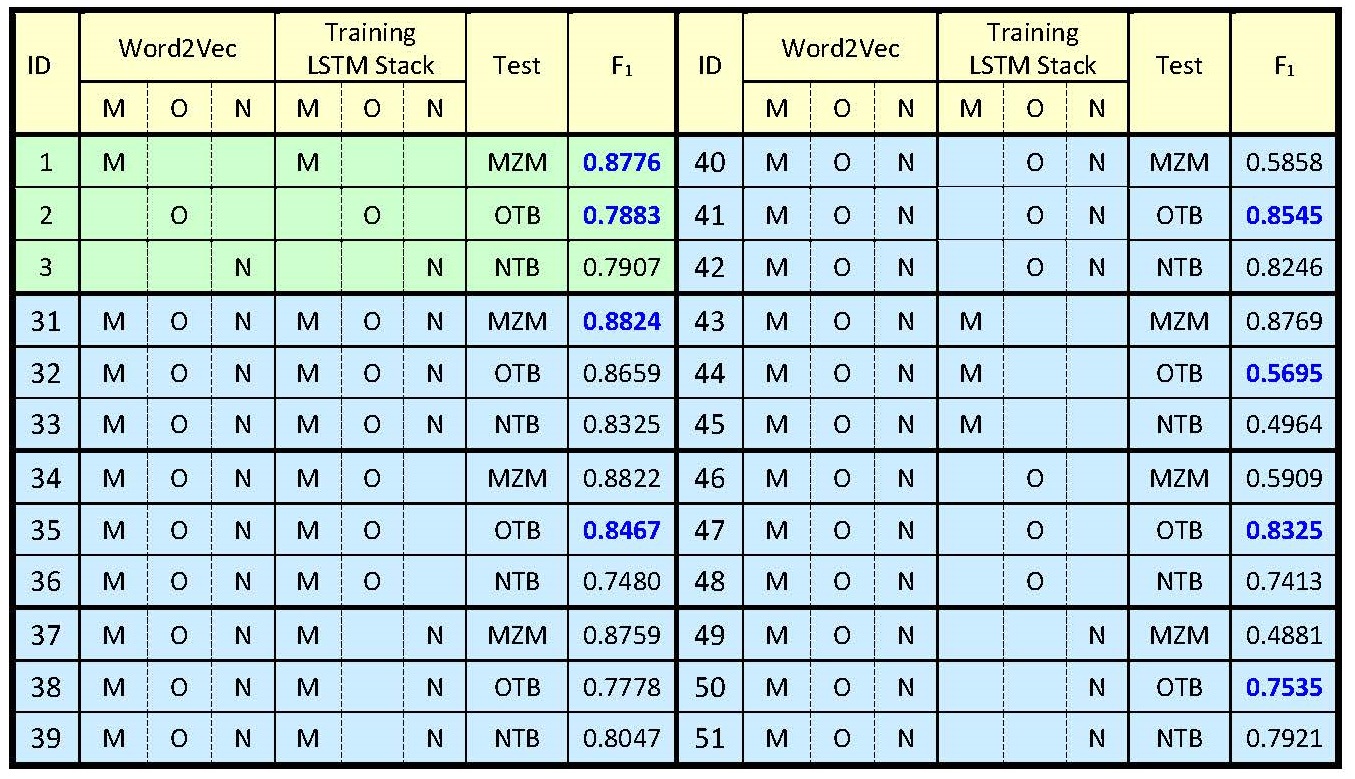 ID Word2Vec Training LSTM Stack Test F₁ ID Word2Vec Training LSTM Stack Test F₁
M O N M O N M O N M O N
1 M M MZM 0.8776 40 M O N O N MZM 0.5858
2 O O OTB 0.7883 41 M O N O N OTB 0.8545
3 N N NTB 0.7907 42 M O N O N NTB 0.8246
31 M O N M O N MZM 0.8824 43 M O N M MZM 0.8769
32 M O N M O N OTB 0.8659 44 M O N M OTB 0.5695
33 M O N M O N NTB 0.8325 45 M O N M NTB 0.4964
34 M O N M O MZM 0.8822 46 M O N O MZM 0.5909
35 M O N M O OTB 0.8467 47 M O N O OTB 0.8325
36 M O N M O NTB 0.7480 48 M O N O NTB 0.7413
37 M O N M N MZM 0.8759 49 M O N N MZM 0.4881
38 M O N M N OTB 0.7778 50 M O N N OTB 0.7535
39 M O N M N NTB 0.8047 51 M O N N NTB 0.7921